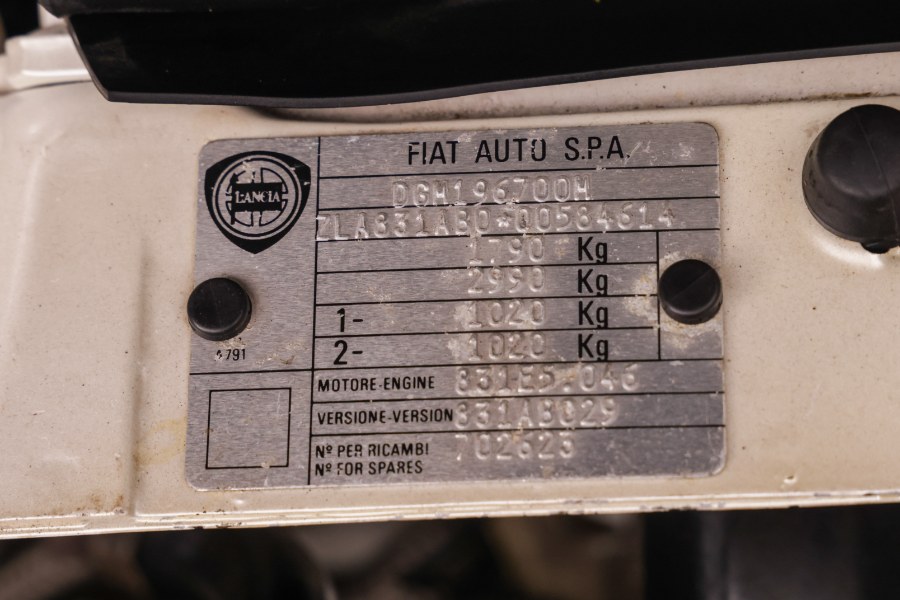 FIAT AUTO S.P.A.
LANCIA
DGM196700M
ZLA831AB0*00584614
1790 Kg
2990 Kg
1- 1020 Kg
2- 1020 Kg
4791
MOTORE-ENGINE 831E5.046
VERSIONE-VERSION 831AB029
Nº PER RICAMBI 702623
Nº FOR SPARES